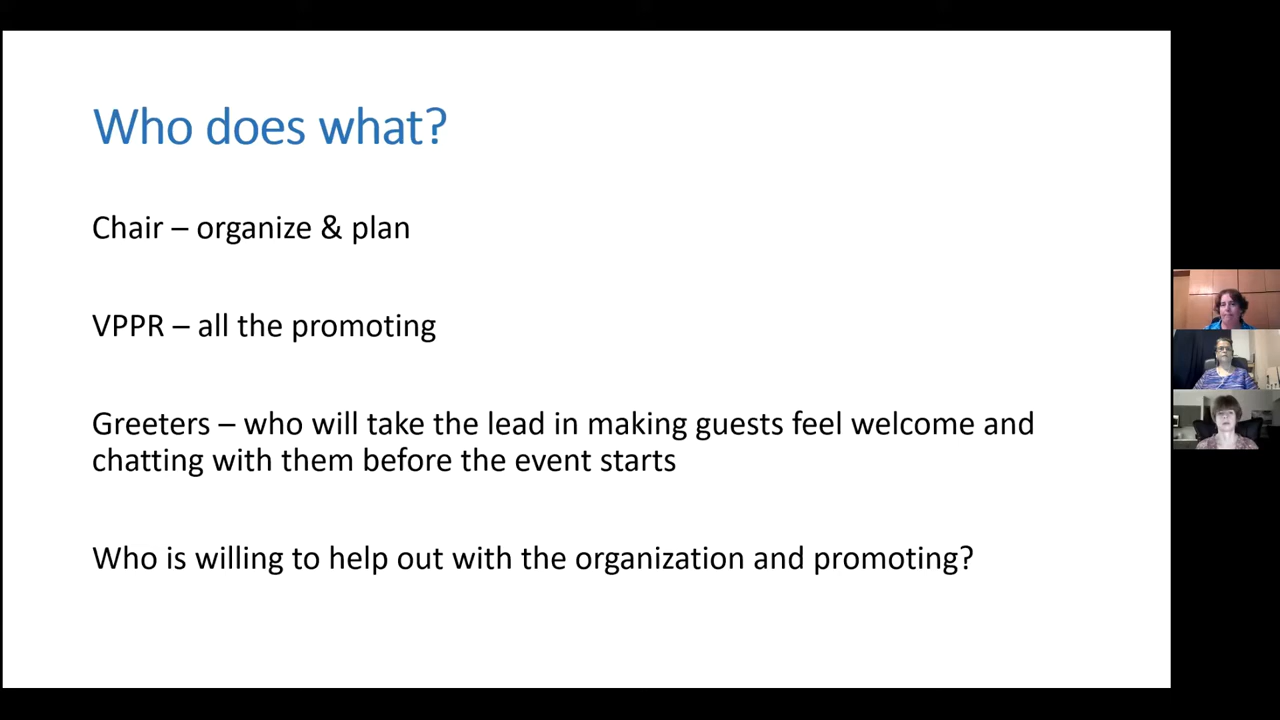 Who does what?
Chair – organize & plan
VPPR – all the promoting
Greeters – who will take the lead in making guests feel welcome and
chatting with them before the event starts
Who is willing to help out with the organization and promoting?